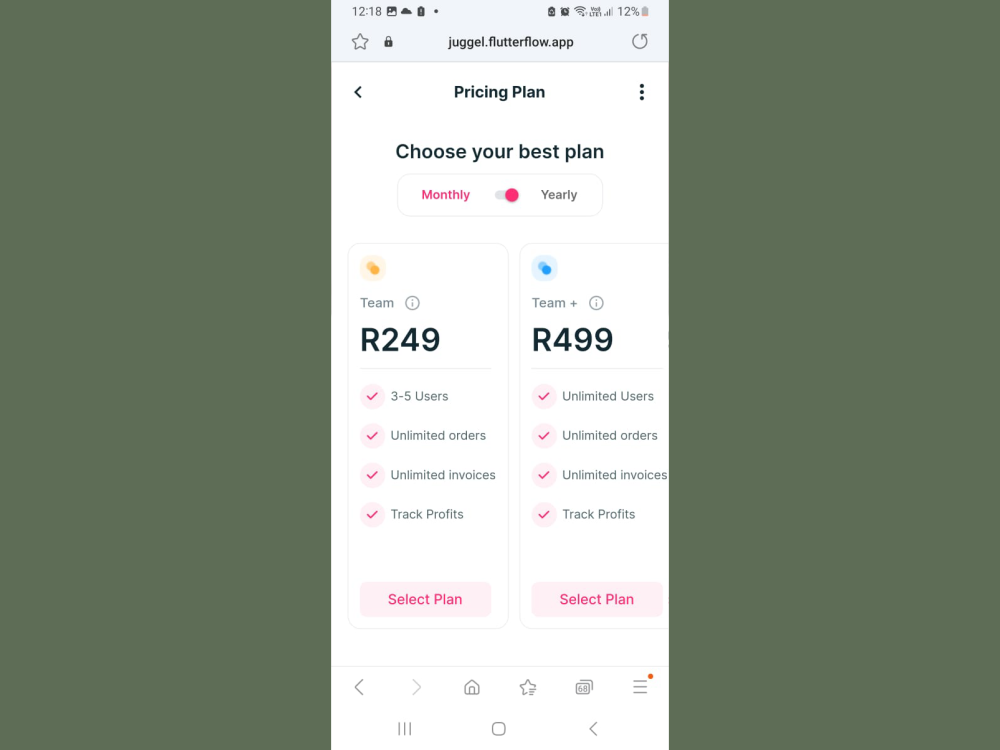 12:18
12%
juggel.flutterflow.app
Pricing Plan
Choose your best plan
Monthly Yearly
Team
R249
3-5 Users
Unlimited orders
Unlimited invoices
Track Profits
Select Plan
Team +
R499
Unlimited Users
Unlimited orders
Unlimited invoices
Track Profits
Select Plan
68